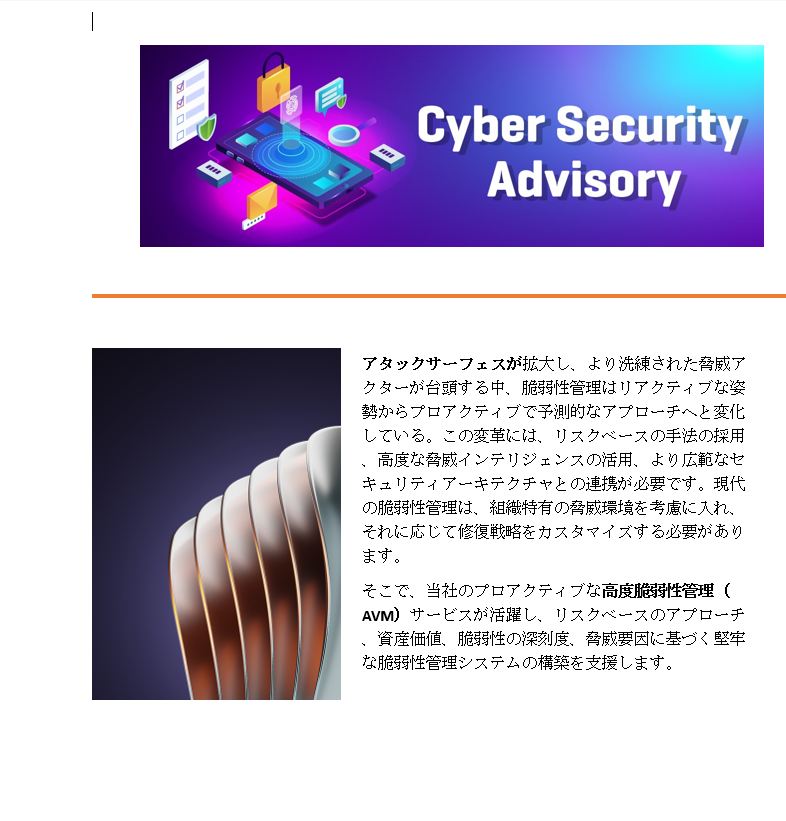 Cyber Security
Advisory
アタックサーフェスが拡大し、より洗練された脅威ア
クターが台頭する中、脆弱性管理はリアクティブな姿
勢からプロアクティブで予測的なアプローチへと変化
している。この変革には、リスクベースの手法の採用
、高度な脅威インテリジェンスの活用、より広範なセ
キュリティアーキテクチャとの連携が必要です。現代
の脆弱性管理は、組織特有の脅威環境を考慮に入れ、
それに応じて修復戦略をカスタマイズする必要があり
ます。
そこで、当社のプロアクティブな高度脆弱性管理（
AVM）サービスが活躍し、リスクベースのアプローチ
、資産価値、脆弱性の深刻度、脅威要因に基づく堅牢
な脆弱性管理システムの構築を支援します。